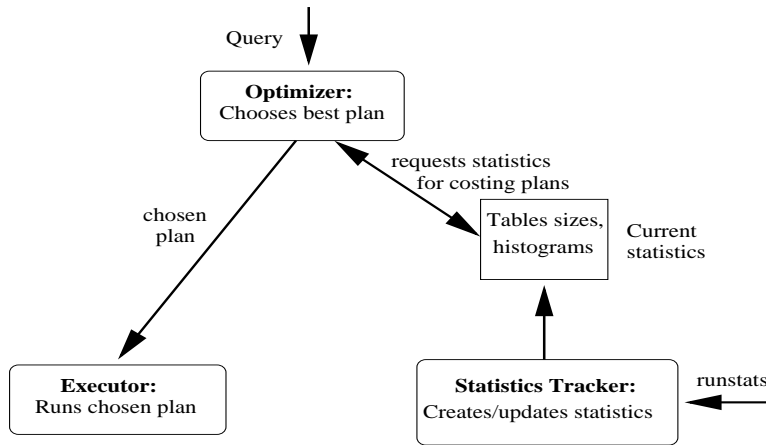 Query
Optimizer:
Chooses best plan
requests statistics
for costing plans
chosen
plan
Tables sizes,
histograms
Current
statistics
Executor:
Runs chosen plan
Statistics Tracker:
Creates/updates statistics
runstats